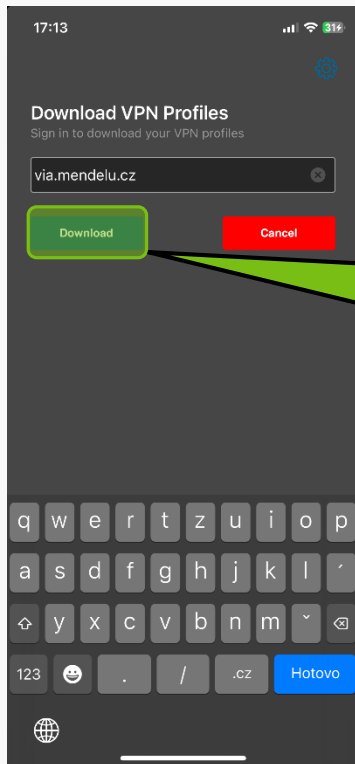 17:13
31
Download VPN Profiles
Sign in to download your VPN profiles
via.mendelu.cz
Download Cancel
q w e r t z u i o p
a s d f g h j k l ´
y x c v b n m ˇ
123 . / .cz Hotovo